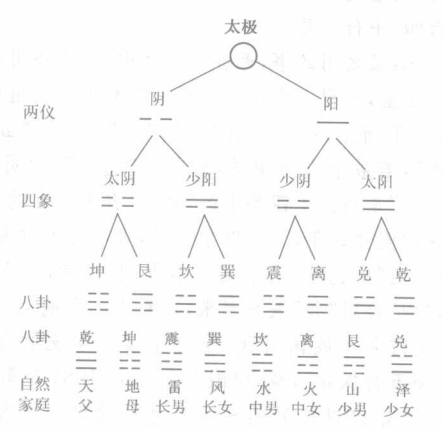 太极
阴 阳
两仪
太阴 少阳 少阴 太阳
四象
坤 艮 坎 巽 震 离 兑 乾
八卦
八卦 乾 坤 震 巽 坎 离 艮 兑
自然 天 地 雷 风 水 火 山 泽
家庭 父 母 长男 长女 中男 中女 少男 少女